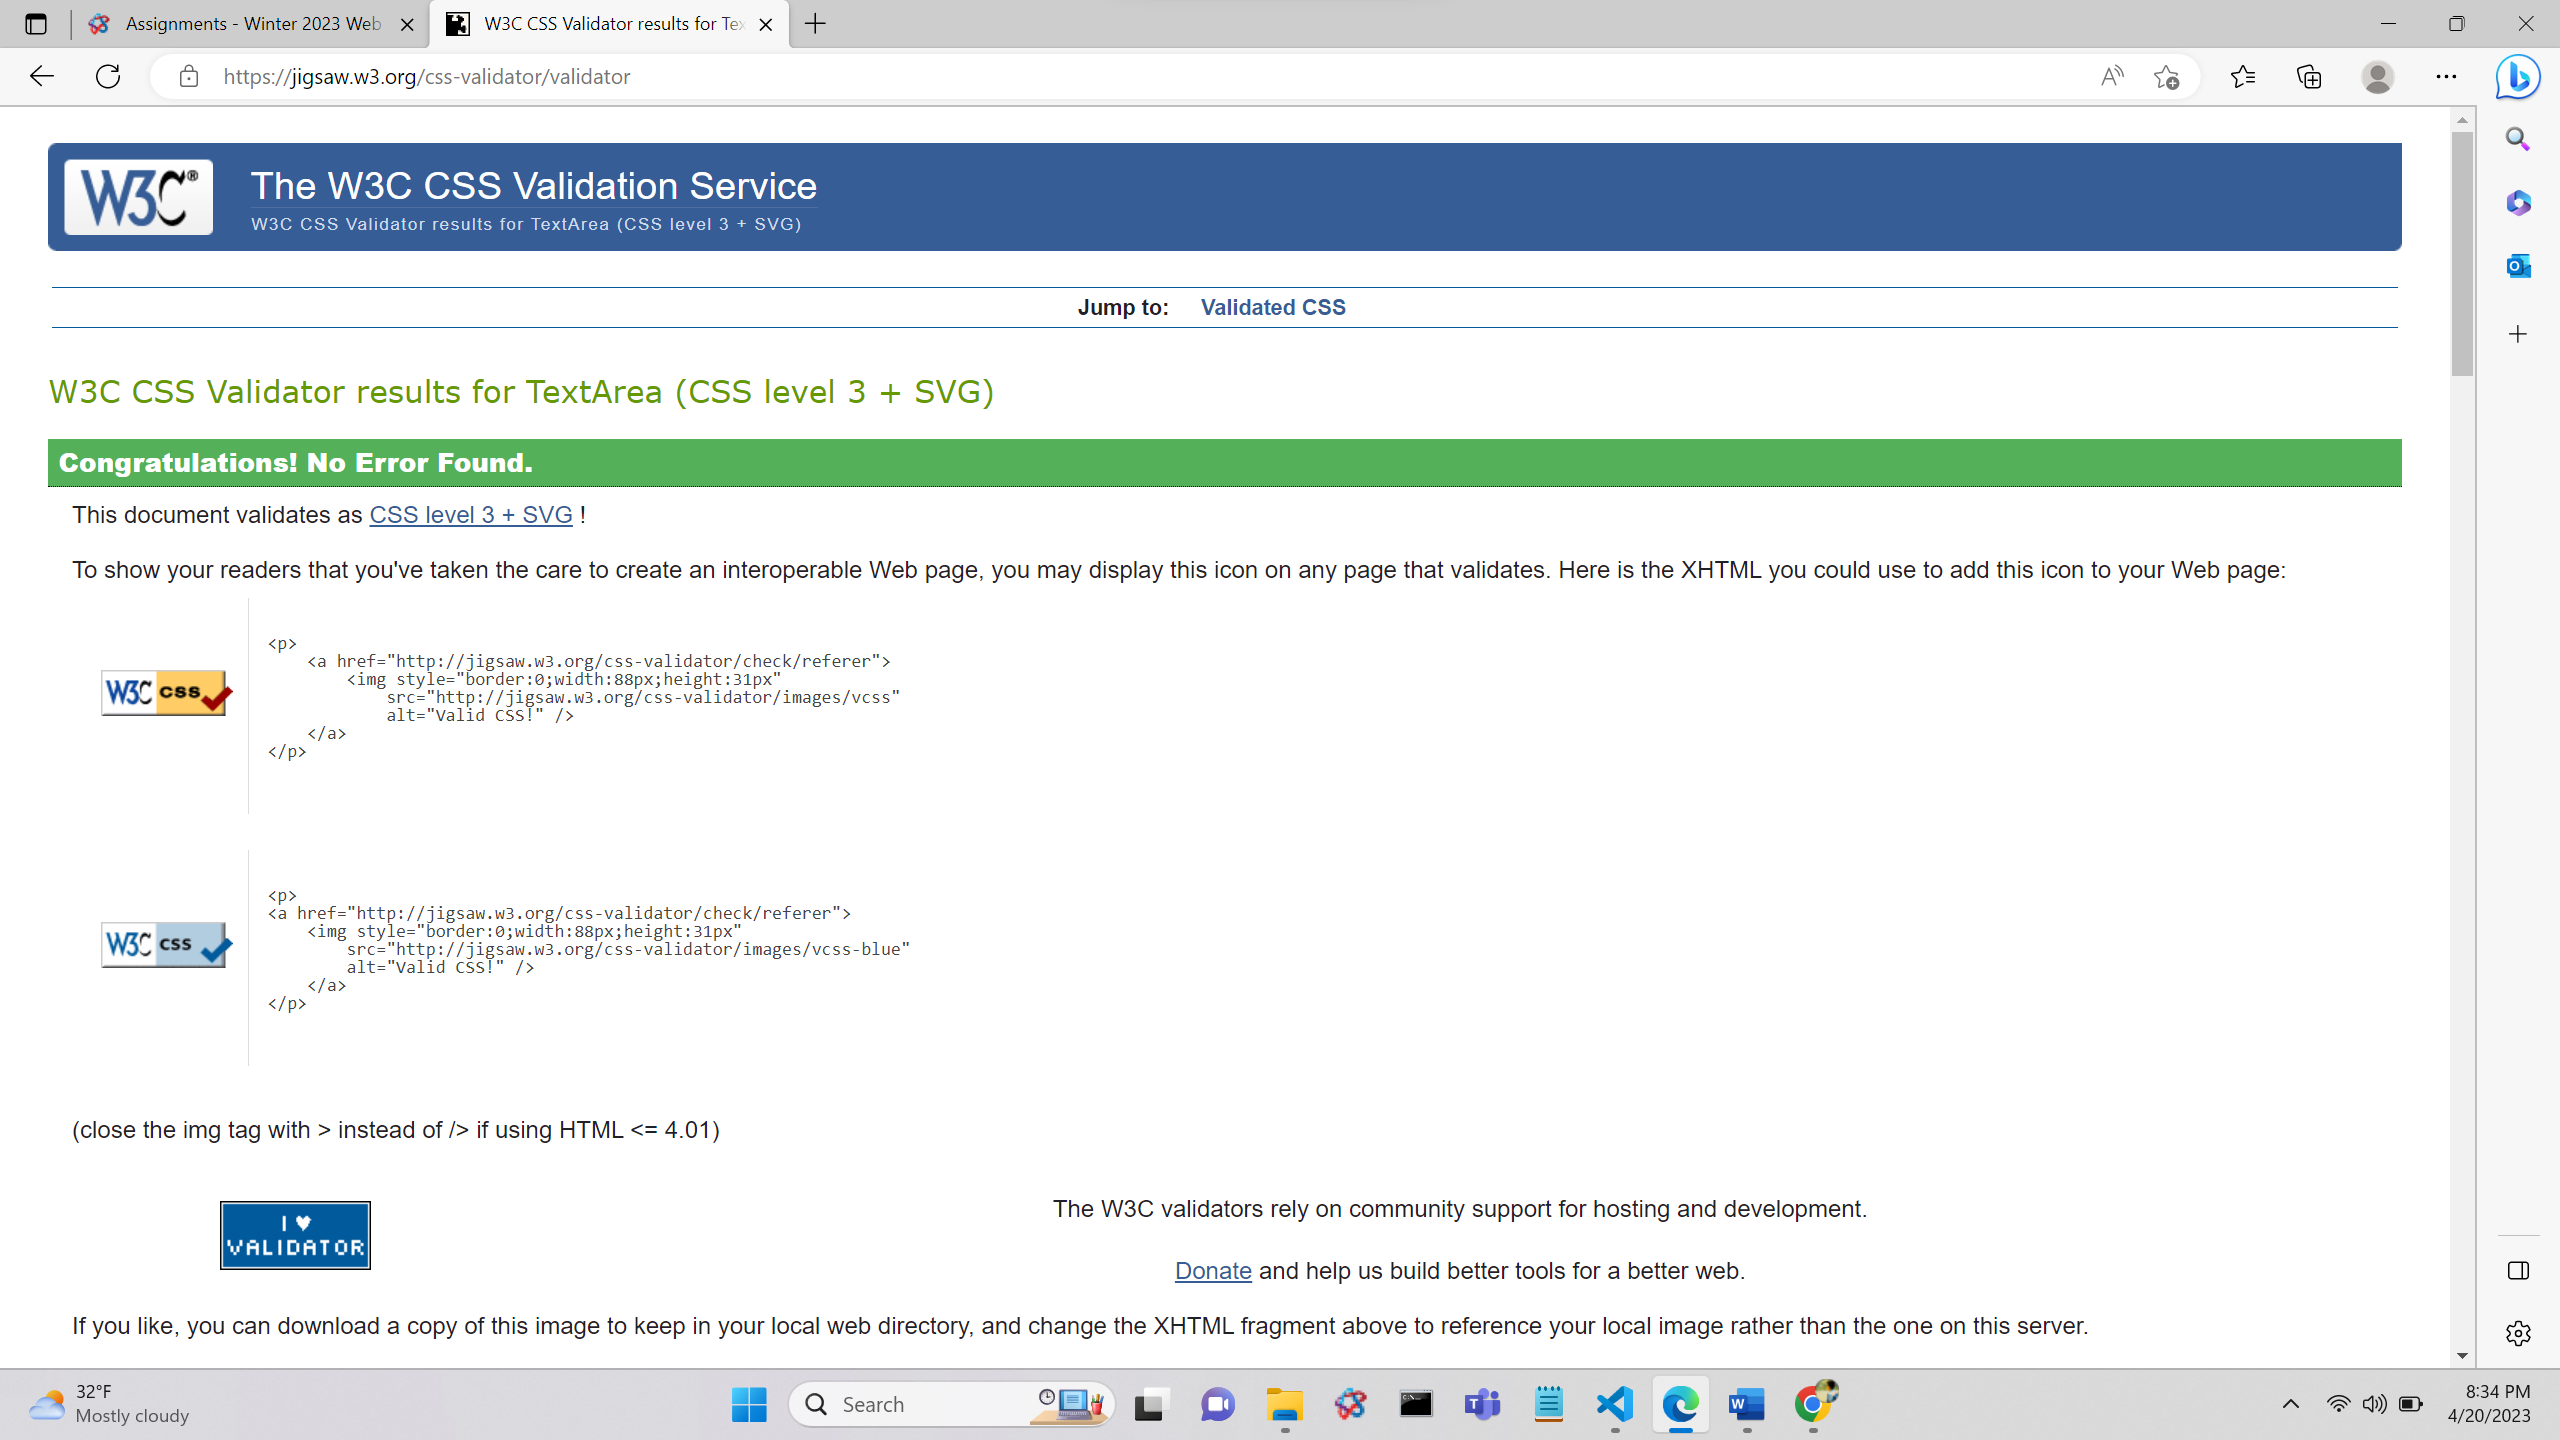 Assignments - Winter 2023 Web
W3C CSS Validator results for Tex
https://jigsaw.w3.org/css-validator/validator
W3C®
The W3C CSS Validation Service
W3C CSS Validator results for TextArea (CSS level 3 + SVG)
Jump to: Validated CSS
W3C CSS Validator results for TextArea (CSS level 3 + SVG)
Congratulations! No Error Found.
This document validates as CSS level 3 + SVG !
To show your readers that you've taken the care to create an interoperable Web page, you may display this icon on any page that validates. Here is the XHTML you could use to add this icon to your Web page:
W3C css
<p>
<a href="http://jigsaw.w3.org/css-validator/check/referer">
<img style="border:0;width:88px;height:31px"
src="http://jigsaw.w3.org/css-validator/images/vcss"
alt="Valid CSS!" />
</a>
</p>
W3C css
<p>
<a href="http://jigsaw.w3.org/css-validator/check/referer">
<img style="border:0;width:88px;height:31px"
src="http://jigsaw.w3.org/css-validator/images/vcss-blue"
alt="Valid CSS!" />
</a>
</p>
(close the img tag with > instead of /> if using HTML <= 4.01)
I ♥
VALIDATOR
The W3C validators rely on community support for hosting and development.
Donate and help us build better tools for a better web.
If you like, you can download a copy of this image to keep in your local web directory, and change the XHTML fragment above to reference your local image rather than the one on this server.
32°F
Mostly cloudy
Search
8:34 PM
4/20/2023